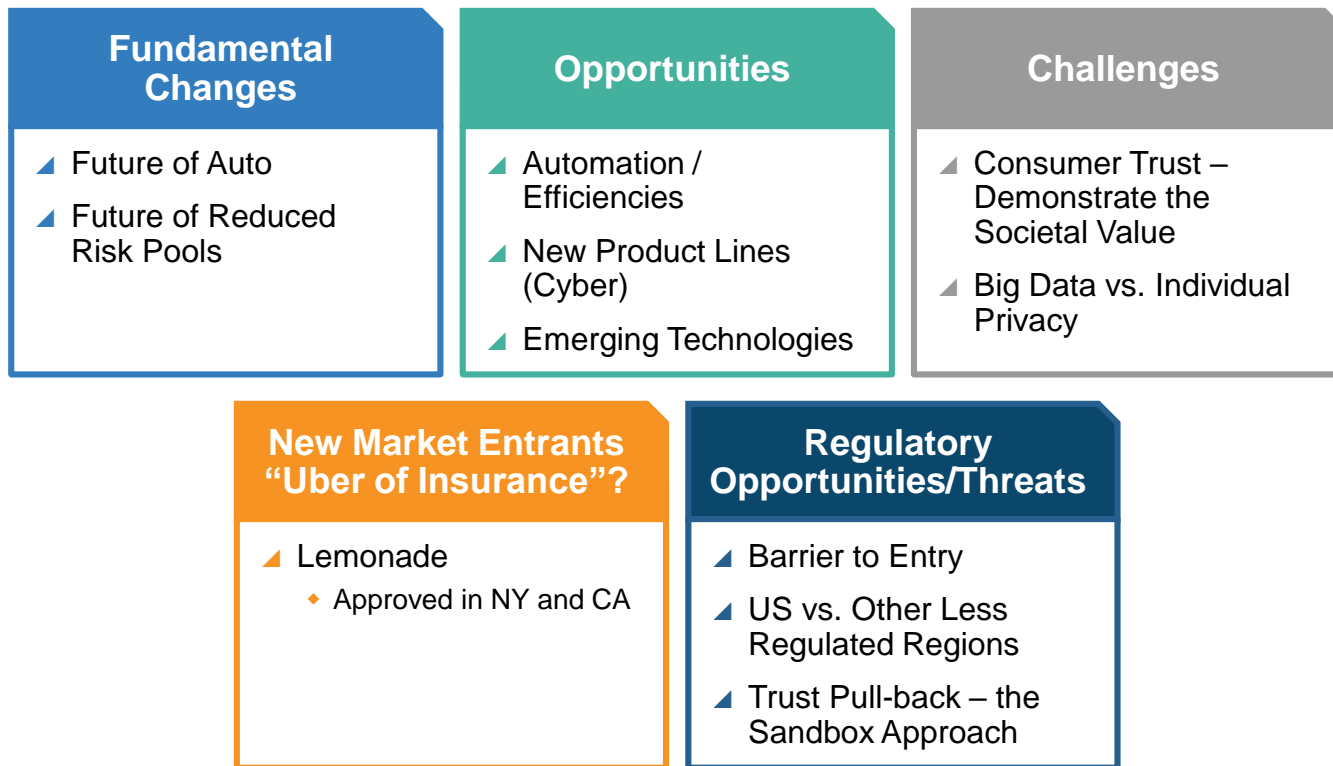 Fundamental
Changes
Future of Auto
Future of Reduced
Risk Pools
Opportunities
Automation /
Efficiencies
New Product Lines
(Cyber)
Emerging Technologies
Challenges
Consumer Trust –
Demonstrate the
Societal Value
Big Data vs. Individual
Privacy
New Market Entrants
“Uber of Insurance”?
Lemonade
Approved in NY and CA
Regulatory
Opportunities/Threats
Barrier to Entry
US vs. Other Less
Regulated Regions
Trust Pull-back – the
Sandbox Approach